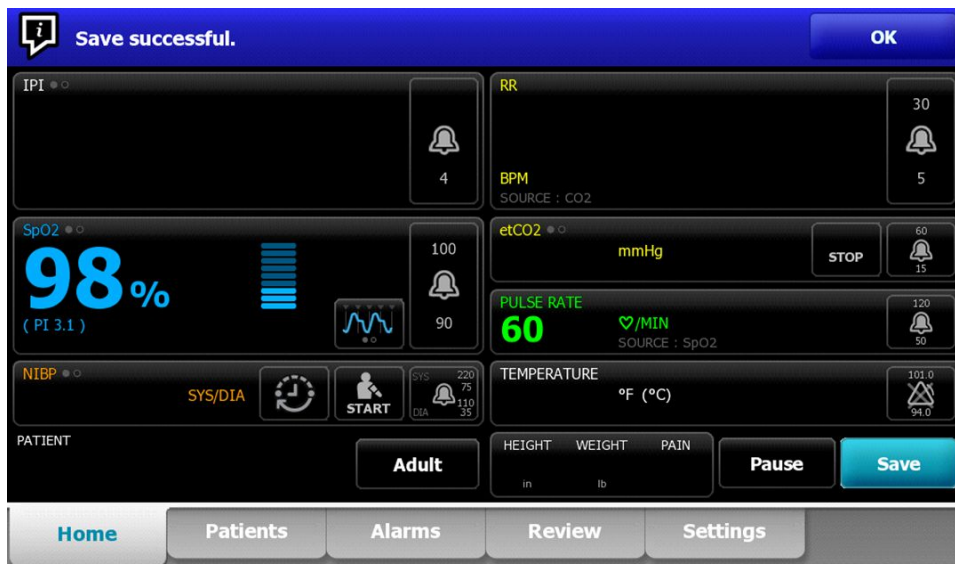 i Save successful. OK
IPI
4
RR
30
5
BPM
SOURCE : CO2
SpO2
98 %
( PI 3.1 )
100
90
etCO2
mmHg
STOP
60
15
PULSE RATE
60 ♡/MIN
SOURCE : SpO2
120
50
NIBP
SYS/DIA
START
SYS 220
75
110
DIA 35
TEMPERATURE
°F (°C)
101.0
94.0
PATIENT
Adult
HEIGHT WEIGHT PAIN
in lb
Pause
Save
Home Patients Alarms Review Settings